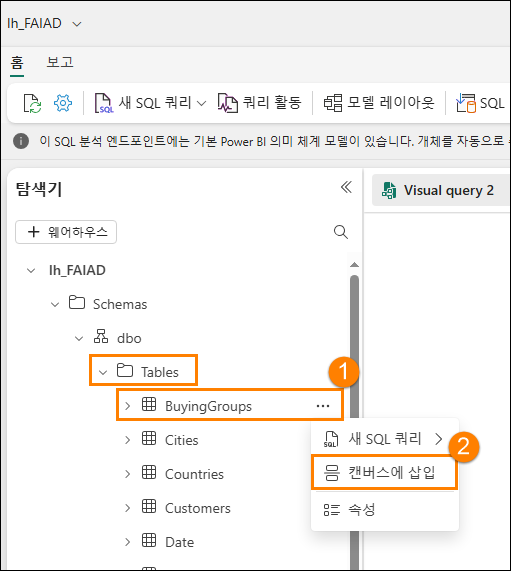 lh_FAIAD
홈 보고
새 SQL 쿼리 쿼리 활동 모델 레이아웃 SQL
이 SQL 분석 엔드포인트에는 기본 Power BI 의미 체계 모델이 있습니다. 개체를 자동으로
탐색기
Visual query 2
+ 웨어하우스
lh_FAIAD
Schemas
dbo
Tables
1
BuyingGroups ...
새 SQL 쿼리
2
Cities
캔버스에 삽입
Countries
속성
Customers
Date